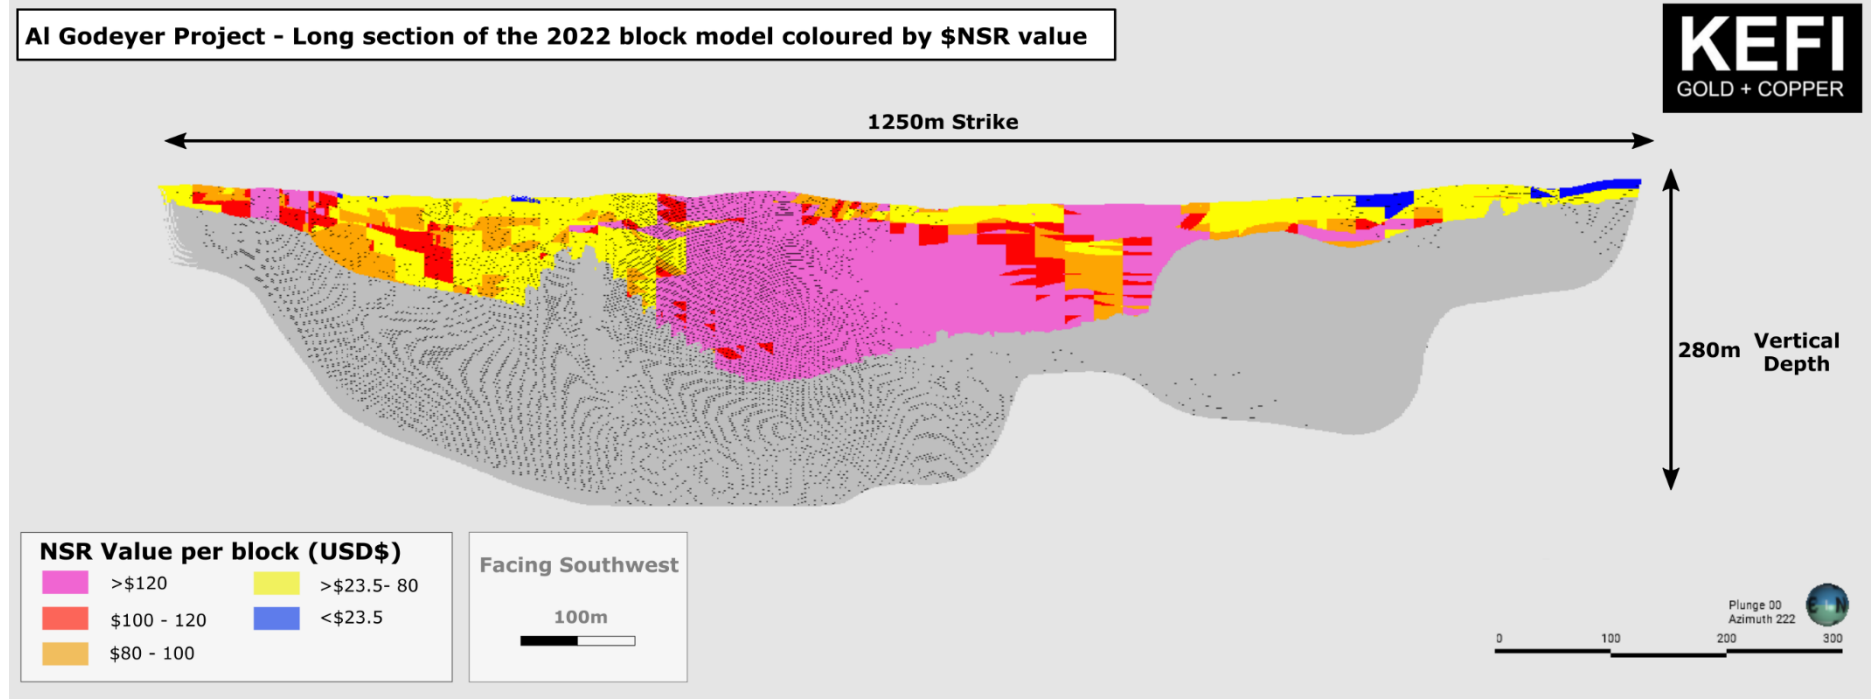 Al Godeyer Project - Long section of the 2022 block model coloured by $NSR value
KEFI
GOLD + COPPER
1250m Strike
280m
Vertical
Depth
NSR Value per block (USD$)
>$120
>$23.5- 80
$100 - 120
<$23.5
$80 - 100
Facing Southwest
100m
Plunge 00
Azimuth 222
0 100 200 300